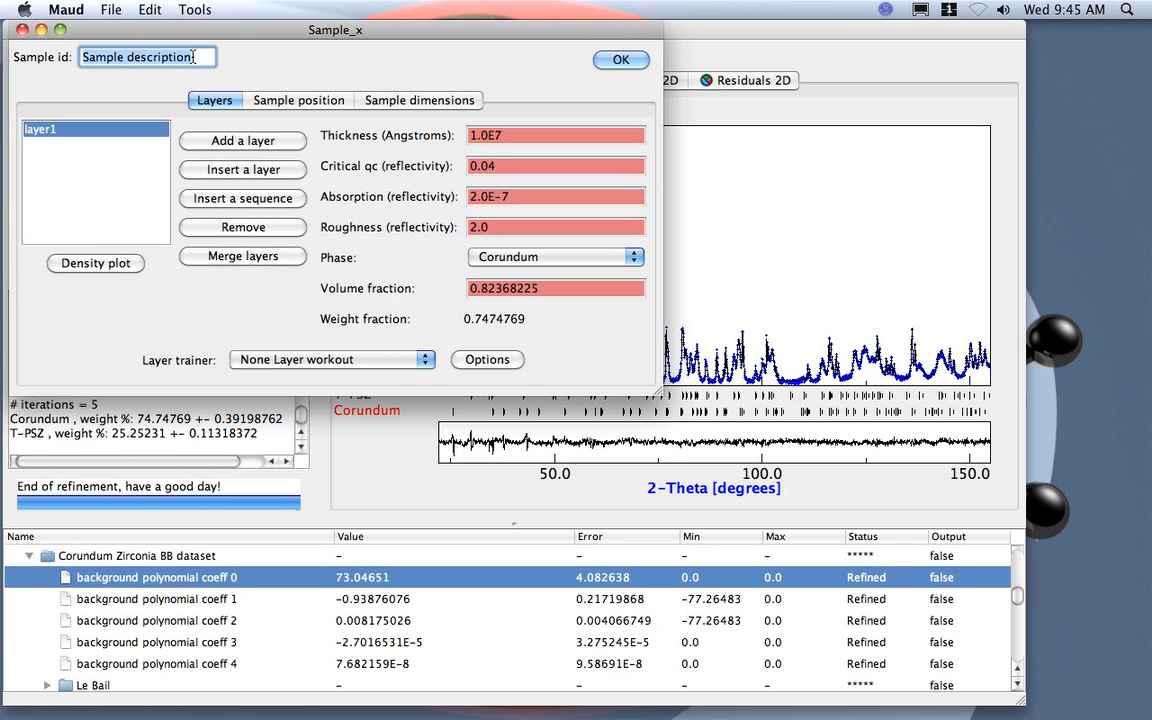 Maud File Edit Tools Wed 9:45 AM
Sample_x
Sample id: Sample description OK
2D Residuals 2D
Layers Sample position Sample dimensions
layer1
Add a layer
Insert a layer
Insert a sequence
Remove
Merge layers
Density plot
Thickness (Angstroms): 1.0E7
Critical qc (reflectivity): 0.04
Absorption (reflectivity): 2.0E-7
Roughness (reflectivity): 2.0
Phase: Corundum
Volume fraction: 0.82368225
Weight fraction: 0.7474769
Layer trainer: None Layer workout Options
# iterations = 5
Corundum , weight %: 74.74769 +- 0.39198762
T-PSZ , weight %: 25.25231 +- 0.11318372
End of refinement, have a good day!
T-PSZ
Corundum
50.0 100.0 150.0
2-Theta [degrees]
Name Value Error Min Max Status Output
Corundum Zirconia BB dataset - - - - ***** false
background polynomial coeff 0 73.04651 4.082638 0.0 0.0 Refined false
background polynomial coeff 1 -0.93876076 0.21719868 -77.26483 0.0 Refined false
background polynomial coeff 2 0.008175026 0.004066749 -77.26483 0.0 Refined false
background polynomial coeff 3 -2.7016531E-5 3.275245E-5 0.0 0.0 Refined false
background polynomial coeff 4 7.682159E-8 9.58691E-8 0.0 0.0 Refined false
Le Bail - - - - ***** false